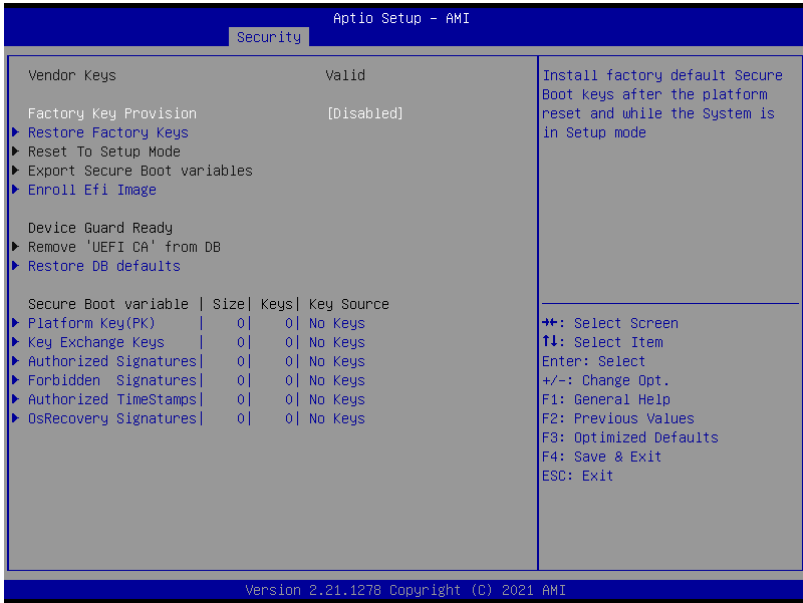 Aptio Setup – AMI
Security
Vendor Keys Valid
Factory Key Provision [Disabled]
Restore Factory Keys
Reset To Setup Mode
Export Secure Boot variables
Enroll Efi Image
Device Guard Ready
Remove 'UEFI CA' from DB
Restore DB defaults
Secure Boot variable | Size| Keys| Key Source
Platform Key(PK) | 0| 0| No Keys
Key Exchange Keys | 0| 0| No Keys
Authorized Signatures| 0| 0| No Keys
Forbidden Signatures| 0| 0| No Keys
Authorized TimeStamps| 0| 0| No Keys
OsRecovery Signatures| 0| 0| No Keys
Install factory default Secure
Boot keys after the platform
reset and while the System is
in Setup mode
→←: Select Screen
↑↓: Select Item
Enter: Select
+/-: Change Opt.
F1: General Help
F2: Previous Values
F3: Optimized Defaults
F4: Save & Exit
ESC: Exit
Version 2.21.1278 Copyright (C) 2021 AMI